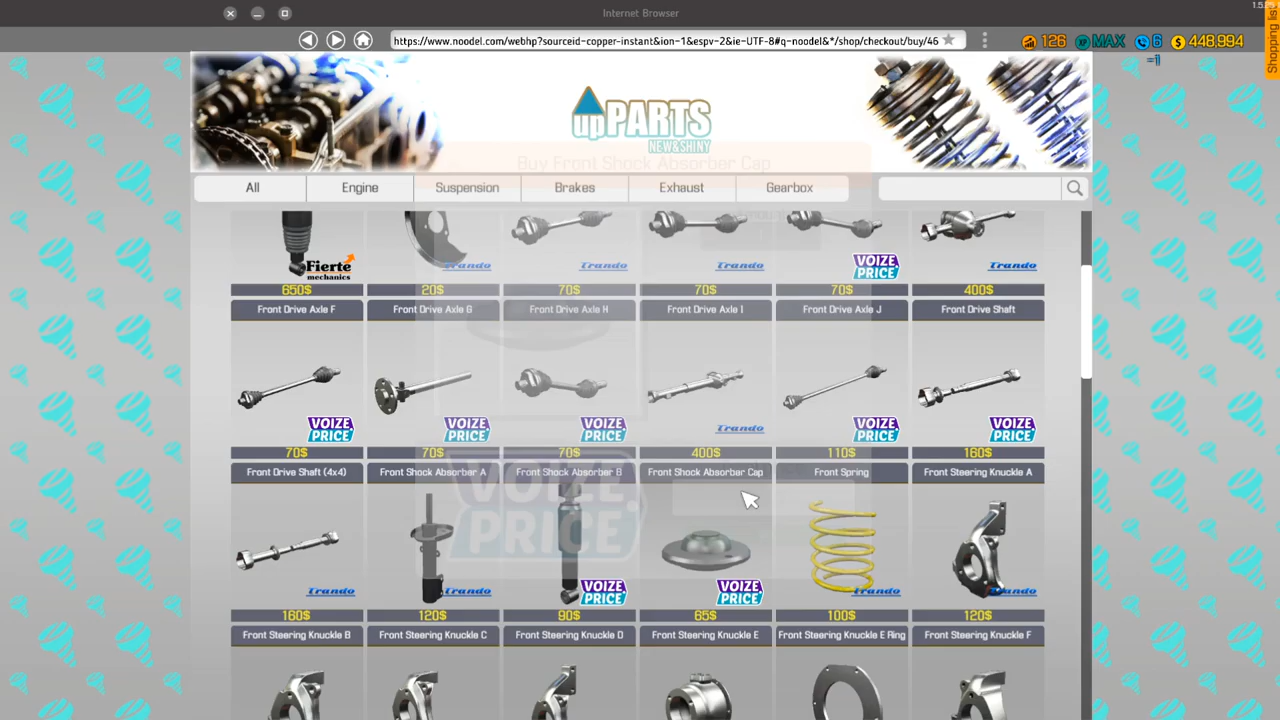 1.5.
Internet Browser
https://www.noodel.com/webhp?sourceid-copper-instant&ion-1&espv-2&ie-UTF-8#q-noodel&*/shop/checkout/buy/46
126 XP MAX 6 $ 448,994
-1
Shopping list
upPARTS
NEW&SHINY
Buy Front Shock Absorber Cap
All Engine Suspension Brakes Exhaust Gearbox
Fierte mechanics Trando Trando Trando VOIZE PRICE Trando
650$ 20$ 70$ 70$ 70$ 400$
Front Drive Axle F Front Drive Axle G Front Drive Axle H Front Drive Axle I Front Drive Axle J Front Drive Shaft
VOIZE PRICE VOIZE PRICE VOIZE PRICE Trando VOIZE PRICE VOIZE PRICE
70$ 70$ 70$ 400$ 110$ 160$
Front Drive Shaft (4x4) Front Shock Absorber A Front Shock Absorber B Front Shock Absorber Cap Front Spring Front Steering Knuckle A
VOIZE PRICE
Trando Trando VOIZE PRICE VOIZE PRICE Trando Trando
160$ 120$ 90$ 65$ 100$ 120$
Front Steering Knuckle B Front Steering Knuckle C Front Steering Knuckle D Front Steering Knuckle E Front Steering Knuckle E Ring Front Steering Knuckle F